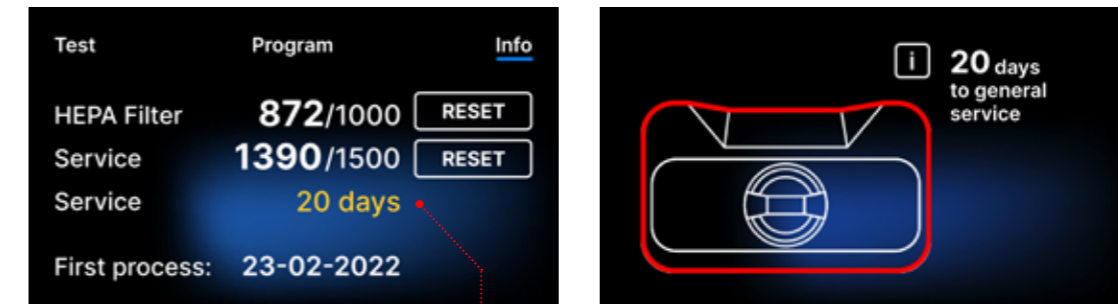 Test Program Info
HEPA Filter 872/1000 RESET
Service 1390/1500 RESET
Service 20 days
First process: 23-02-2022
i 20 days
to general
service